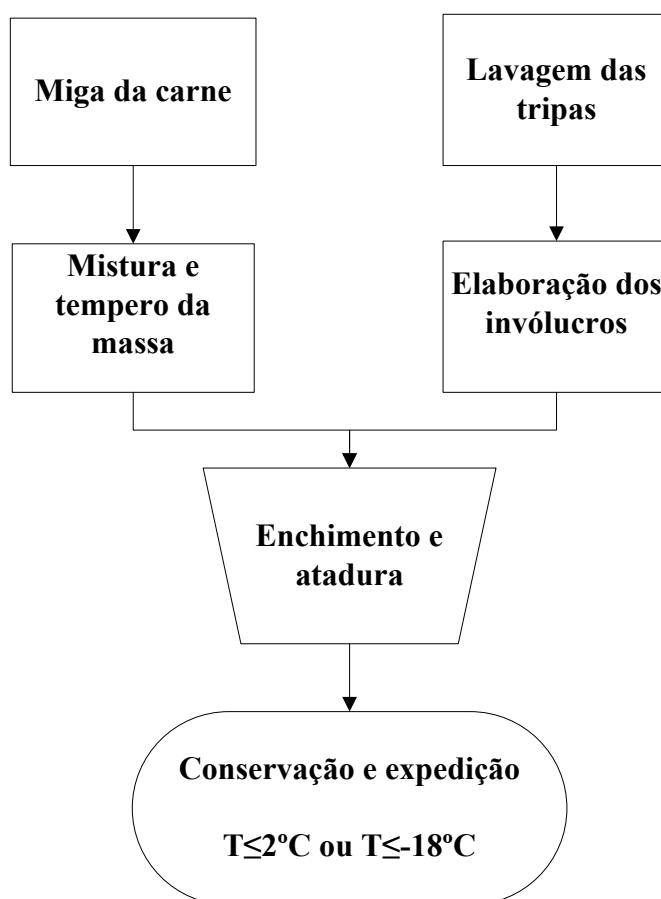 Miga da carne
Lavagem das
tripas
Mistura e
tempero da
massa
Elaboração dos
invólucros
Enchimento e
atadura
Conservação e expedição
T≤2ºC ou T≤-18ºC